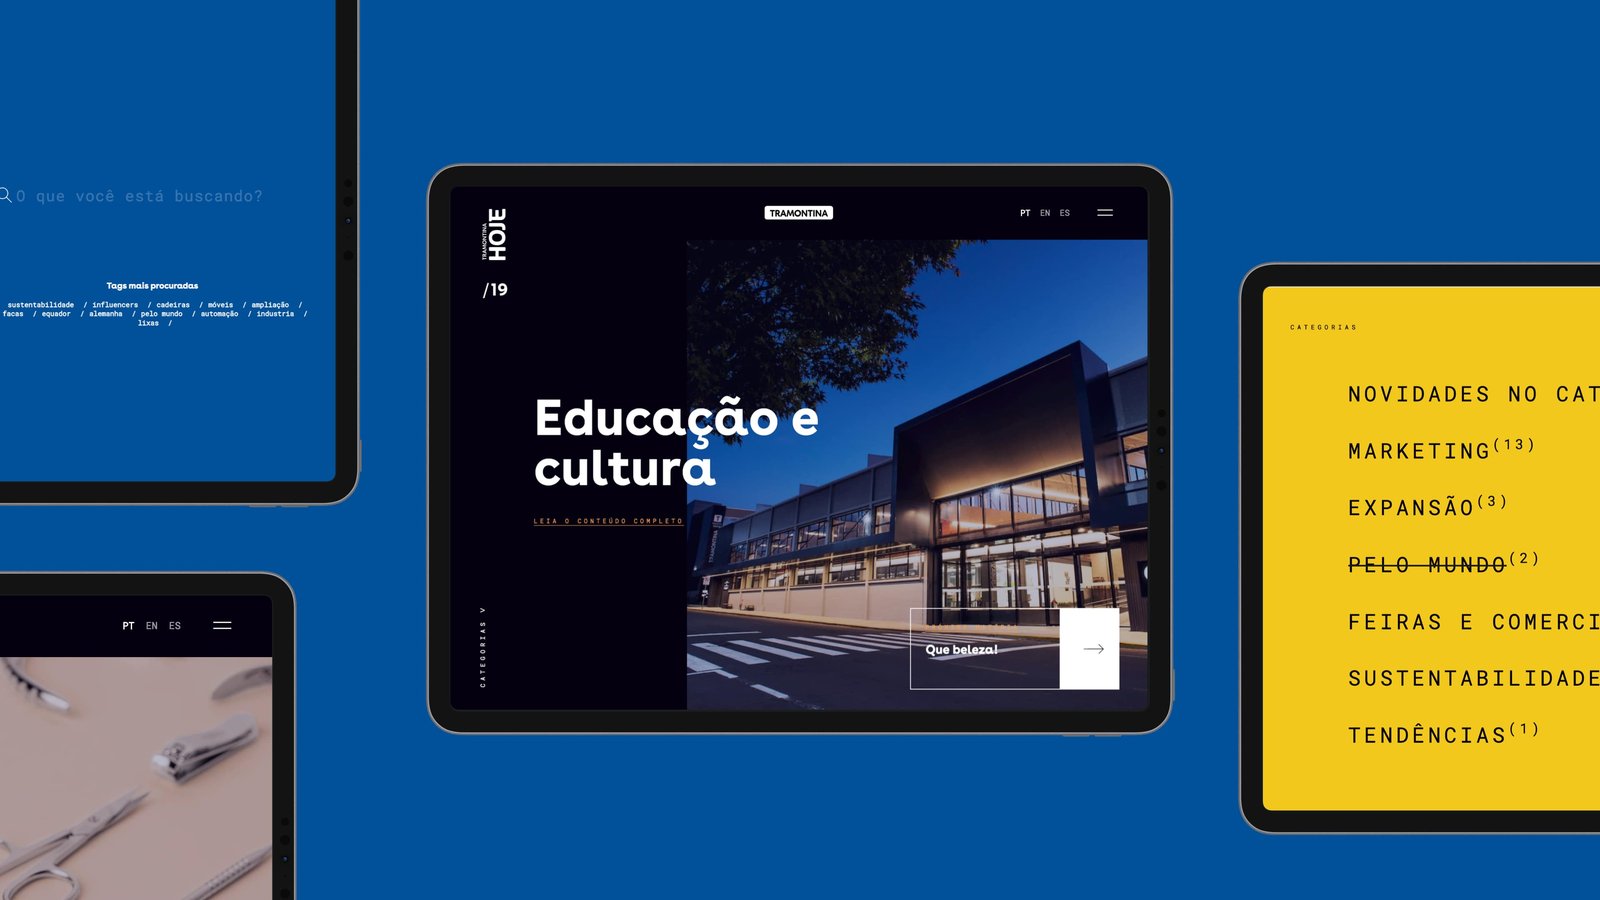 O que você está buscando?
Tags mais procuradas
sustentabilidade / influencers / cadeiras / móveis / ampliação /
facas / equador / alemanha / pelo mundo / automação / industria /
lixas /
PT EN ES
TRAMONTINA
HOJE
/19
TRAMONTINA
PT EN ES
Educação e
cultura
LEIA O CONTEÚDO COMPLETO
TRAMONTINA
CATEGORIAS V
Que beleza!
CATEGORIAS
NOVIDADES NO CAT
MARKETING(13)
EXPANSÃO(3)
PELO MUNDO(2)
FEIRAS E COMERCI
SUSTENTABILIDADE
TENDÊNCIAS(1)